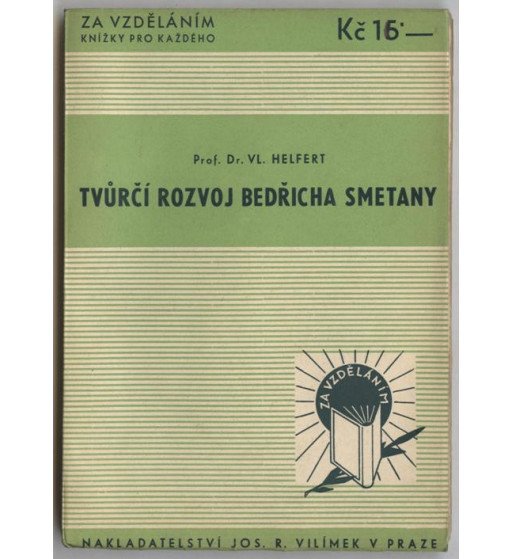 ZA VZDĚLÁNÍM
KNÍŽKY PRO KAŽDÉHO
Kč 16·—
Prof. Dr. VL. HELFERT
TVŮRČÍ ROZVOJ BEDŘICHA SMETANY
ZA VZDĚLÁNÍM
NAKLADATELSTVÍ JOS. R. VILÍMEK V PRAZE